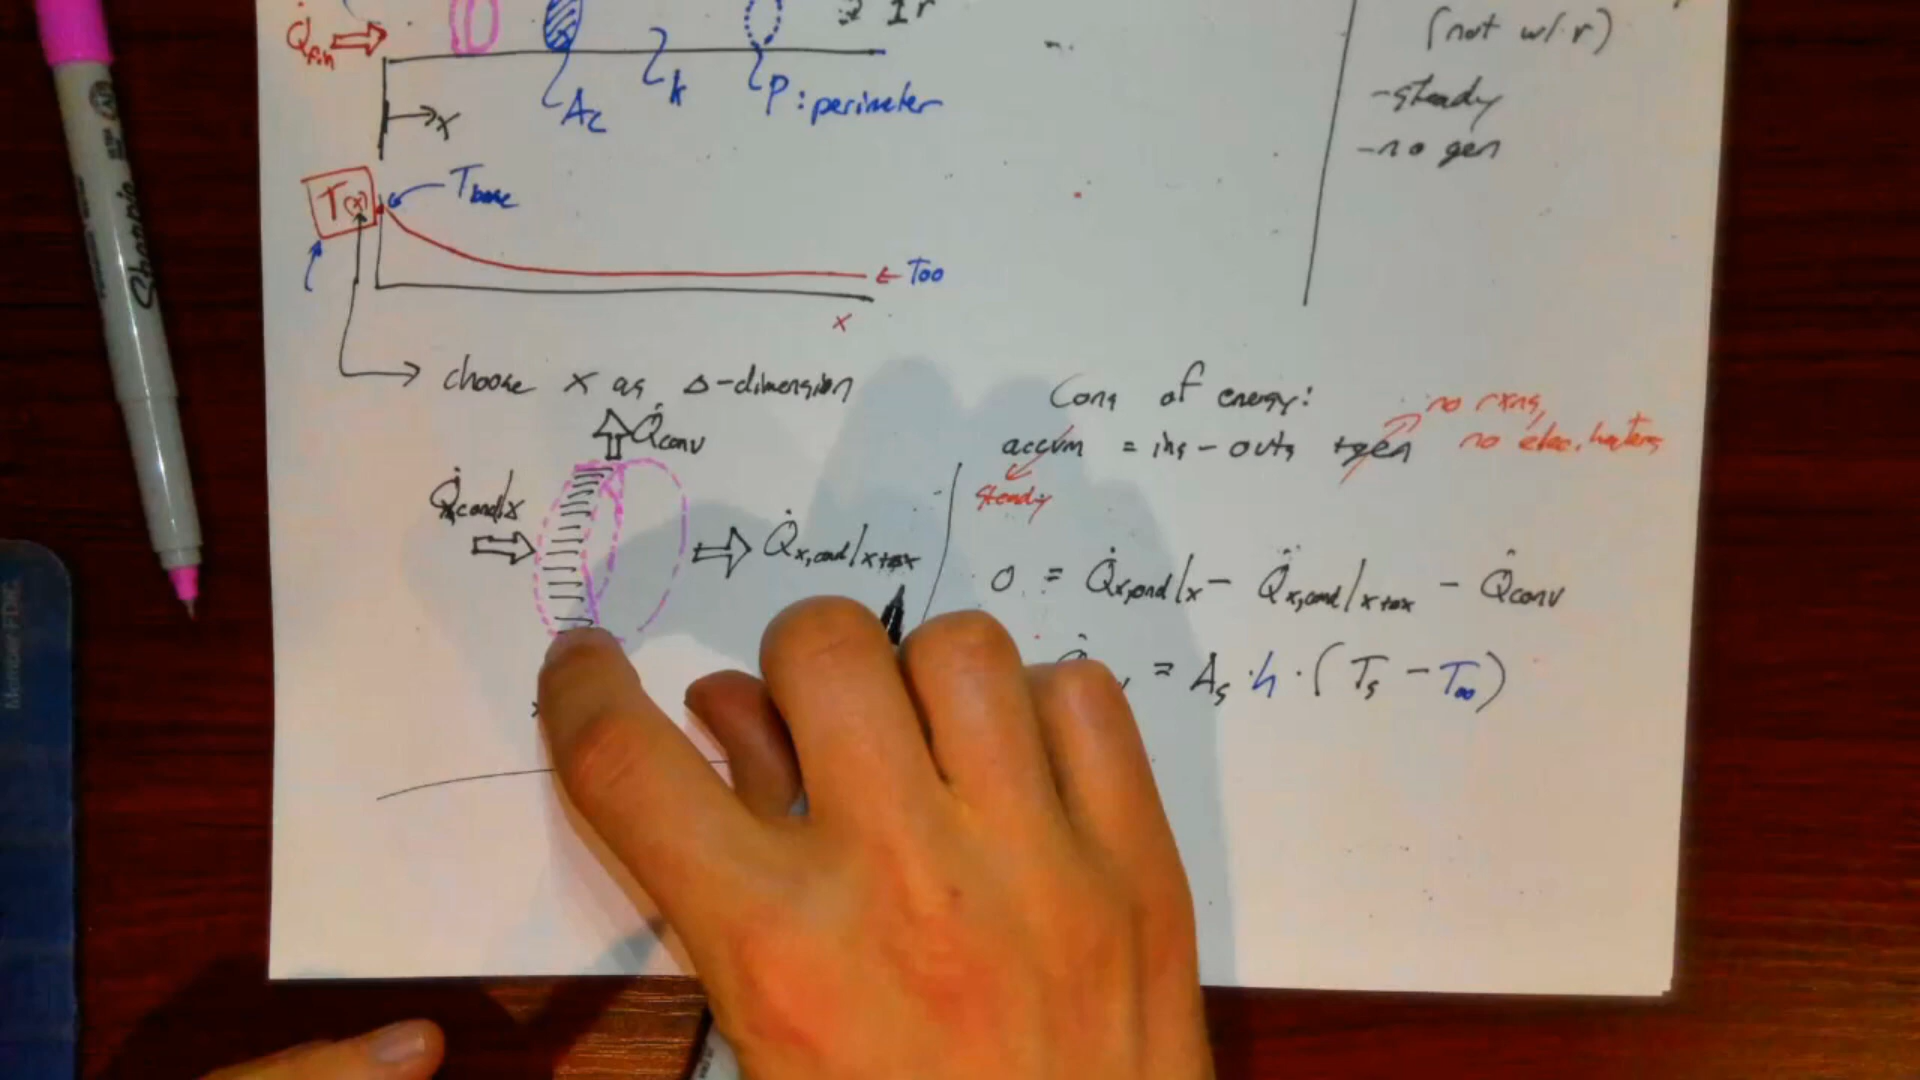 Q̇fin
(not w/ r)
Ac
k
P: perimeter
-steady
x
-no gen
T(x)
Tbase
T∞
x
choose x as Δ-dimension
Cons of energy:
no rxns,
Q̇conv
accum = ins - outs + gen
no elec. heaters
Q̇x,cond|x
steady
Q̇x,cond|x+Δx
0 = Q̇x,cond|x - Q̇x,cond|x+Δx - Q̇conv
= As · h · (Ts - T∞)
Sharpie